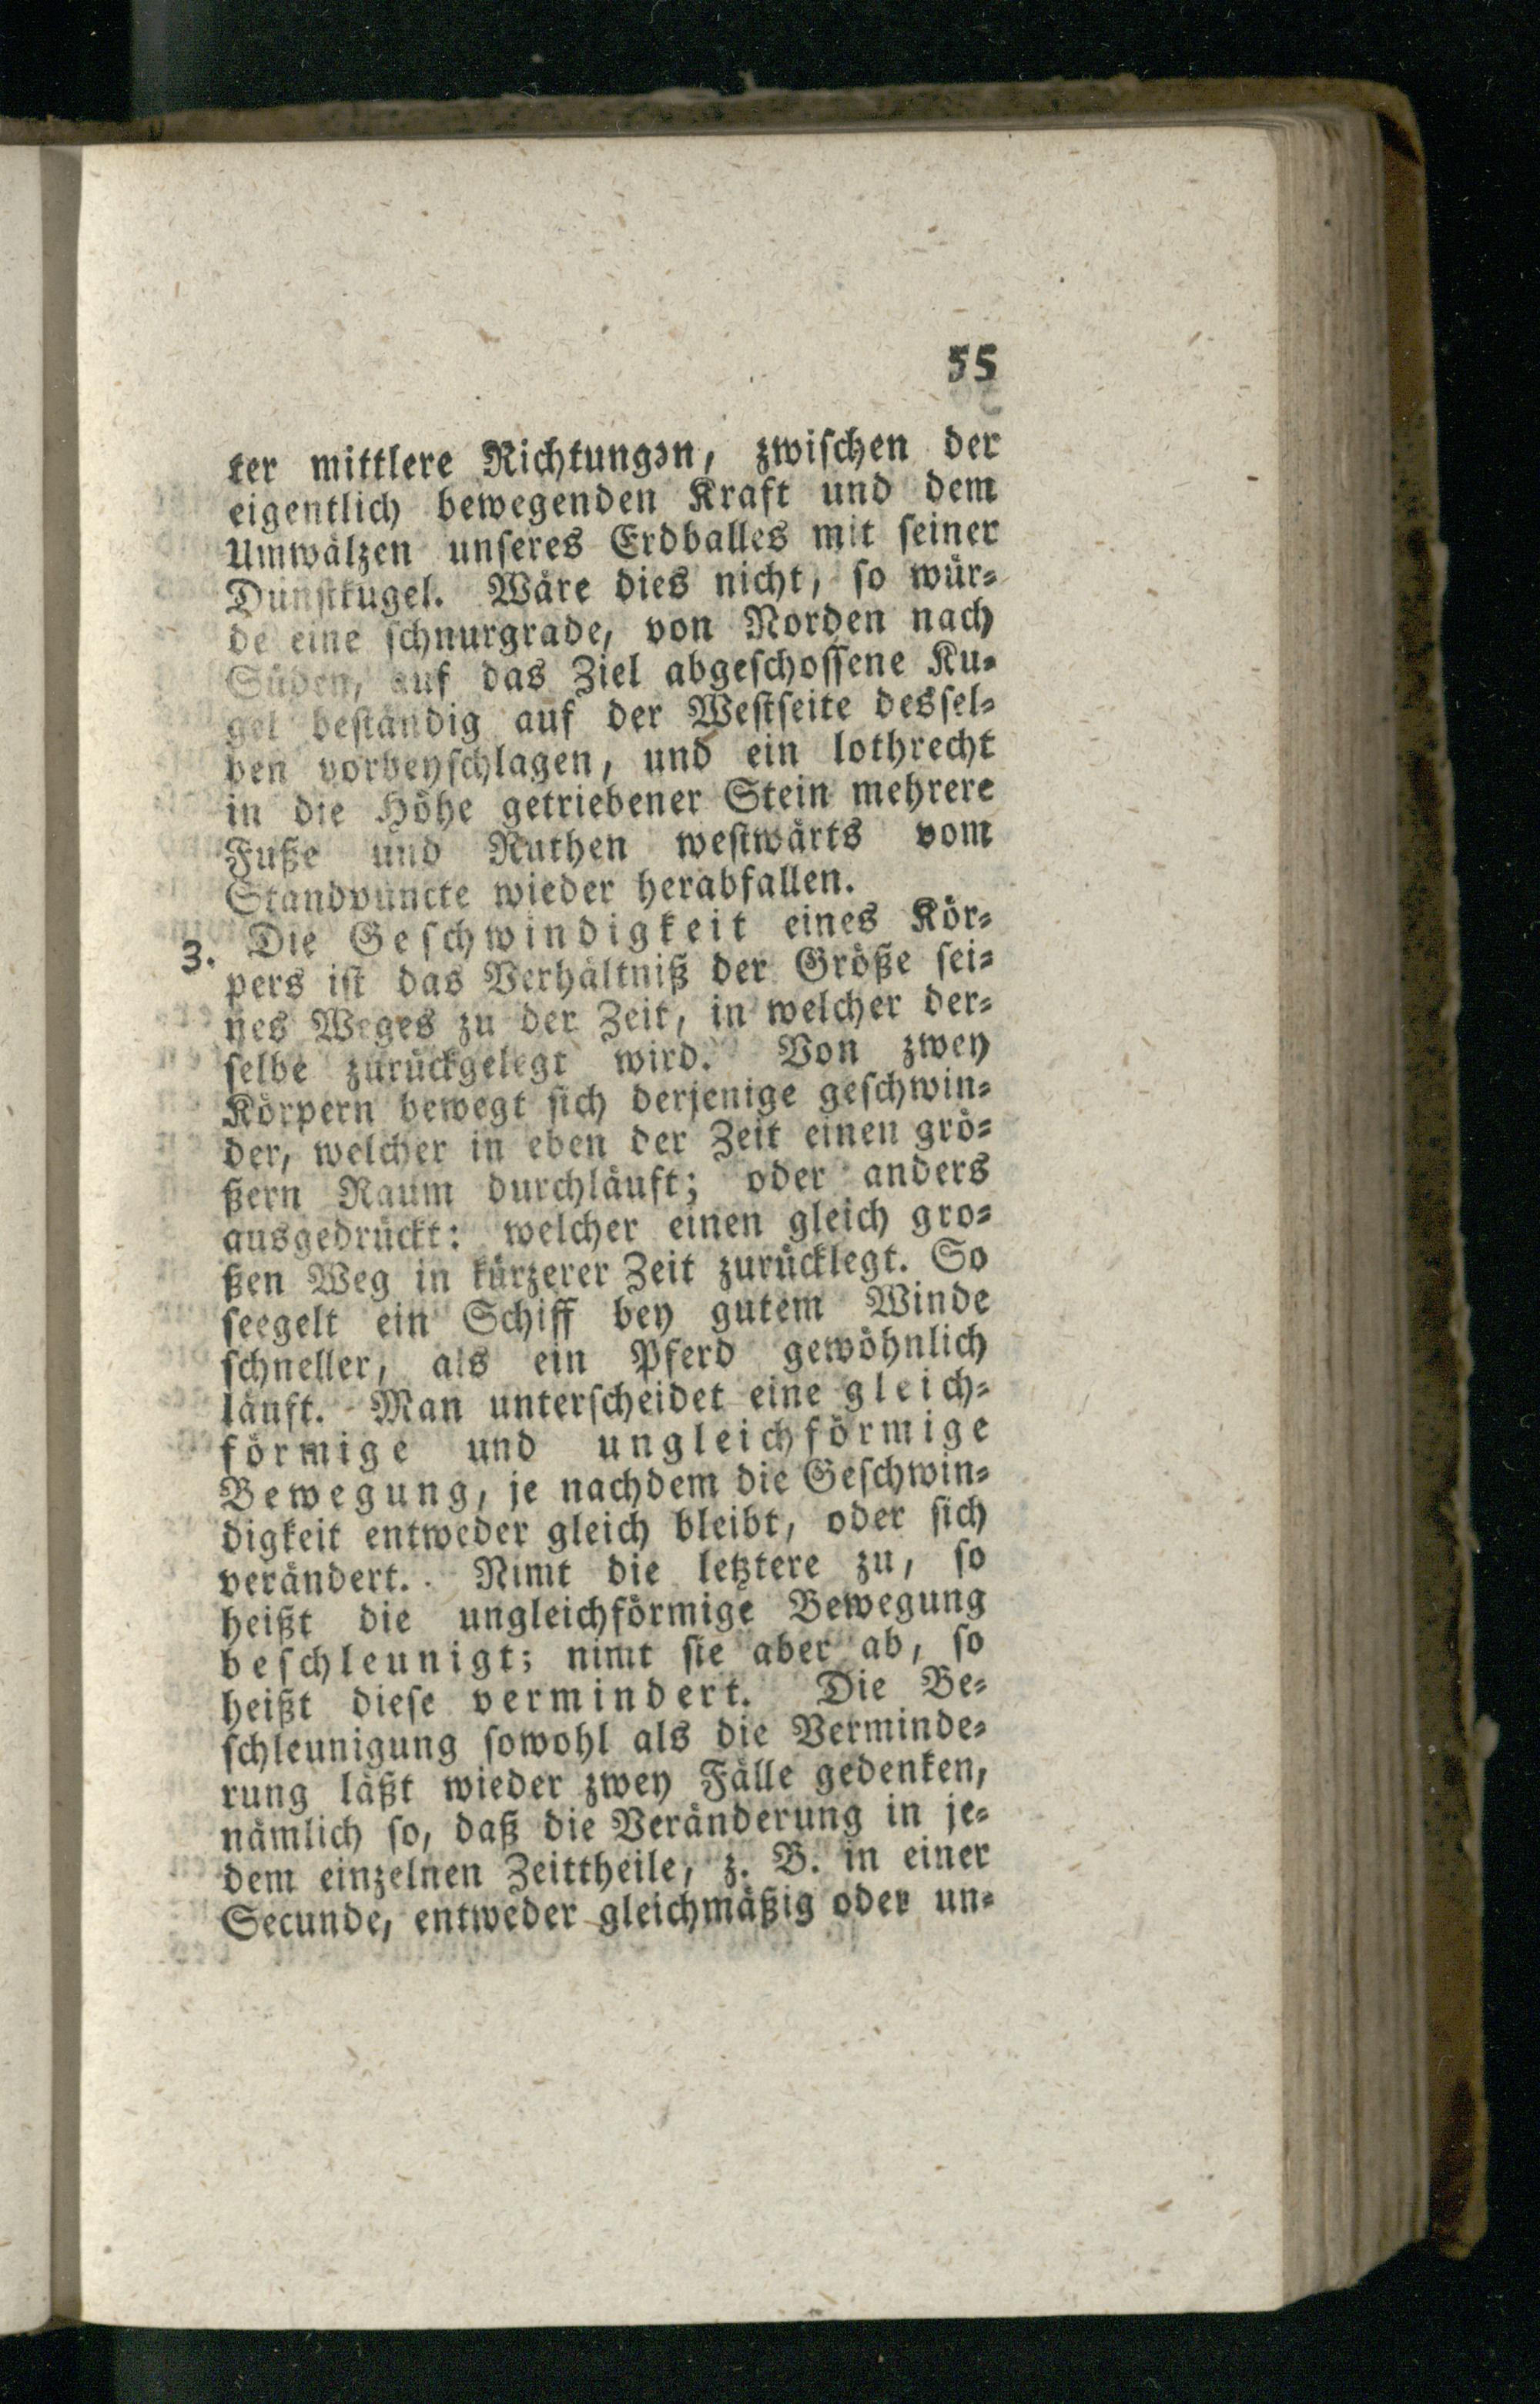 55
ter mittlere Richtungɘn, zwiſchen der
eigentlich bewegenden Kraft und dem
Umwälzen unſeres Erdballes mit ſeiner
Dunſtkugel. Wäre dies nicht, ſo wür⸗
de eine ſchnurgrade, von Norden nach
Süden, auf das Ziel abgeſchoſſene Ku⸗
gel beſtändig auf der Weſtſeite desſel⸗
ben vorbeyſchlagen, und ein lothrecht
in die Höhe getriebener Stein mehrere
Fuße und Ruthen weſtwärts vom
Standpuncte wieder herabfallen.
3. Die Geſchwindigkeit eines Kör⸗
pers iſt das Verhältniß der Größe ſei⸗
nes Weges zu der Zeit, in welcher der⸗
ſelbe zurückgelegt wird. Von zwey
Körpern bewegt ſich derjenige geſchwin⸗
der, welcher in eben der Zeit einen grö⸗
ßern Raum durchläuft; oder anders
ausgedrückt: welcher einen gleich gro⸗
ßen Weg in kürzerer Zeit zurücklegt. So
ſeegelt ein Schiff bey gutem Winde
ſchneller, als ein Pferd gewöhnlich
läuft. Man unterſcheidet eine gleich⸗
förmige und ungleichförmige
Bewegung, je nachdem die Geſchwin⸗
digkeit entweder gleich bleibt, oder ſich
verändert. Nimt die letztere zu, ſo
heißt die ungleichförmige Bewegung
beſchleunigt; nimt ſie aber ab, ſo
heißt dieſe vermindert. Die Be⸗
ſchleunigung ſowohl als die Verminde⸗
rung läßt wieder zwey Fälle gedenken,
nämlich ſo, daß die Veränderung in je⸗
dem einzelnen Zeittheile, z. B. in einer
Secunde, entweder gleichmäßig oder un⸗